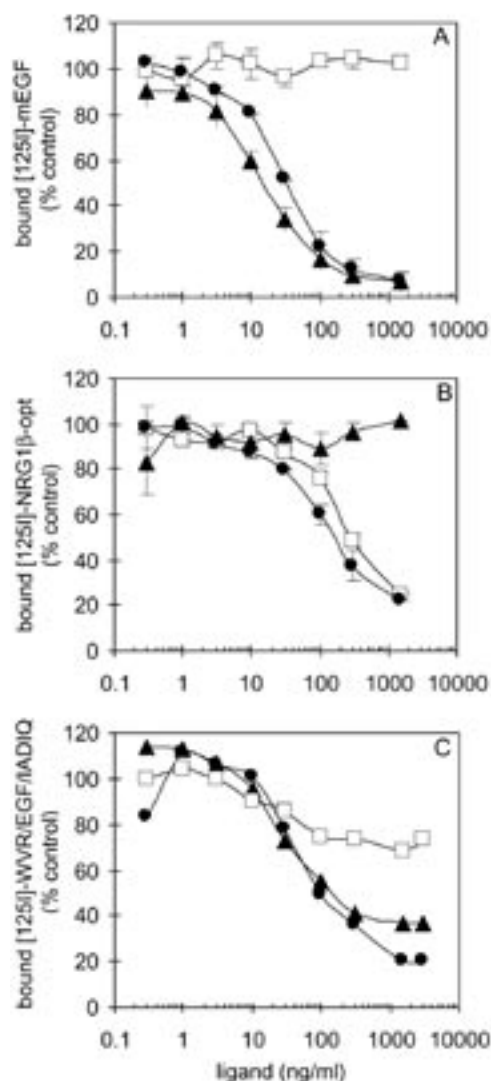 A
bound [125I]-mEGF
(% control)
120
100
80
60
40
20
0
0.1 1 10 100 1000 10000
B
bound [125I]-NRG1β-opt
(% control)
120
100
80
60
40
20
0
0.1 1 10 100 1000 10000
C
bound [125I]-WVR/EGF/IADIQ
(% control)
120
100
80
60
40
20
0
0.1 1 10 100 1000 10000
ligand (ng/ml)